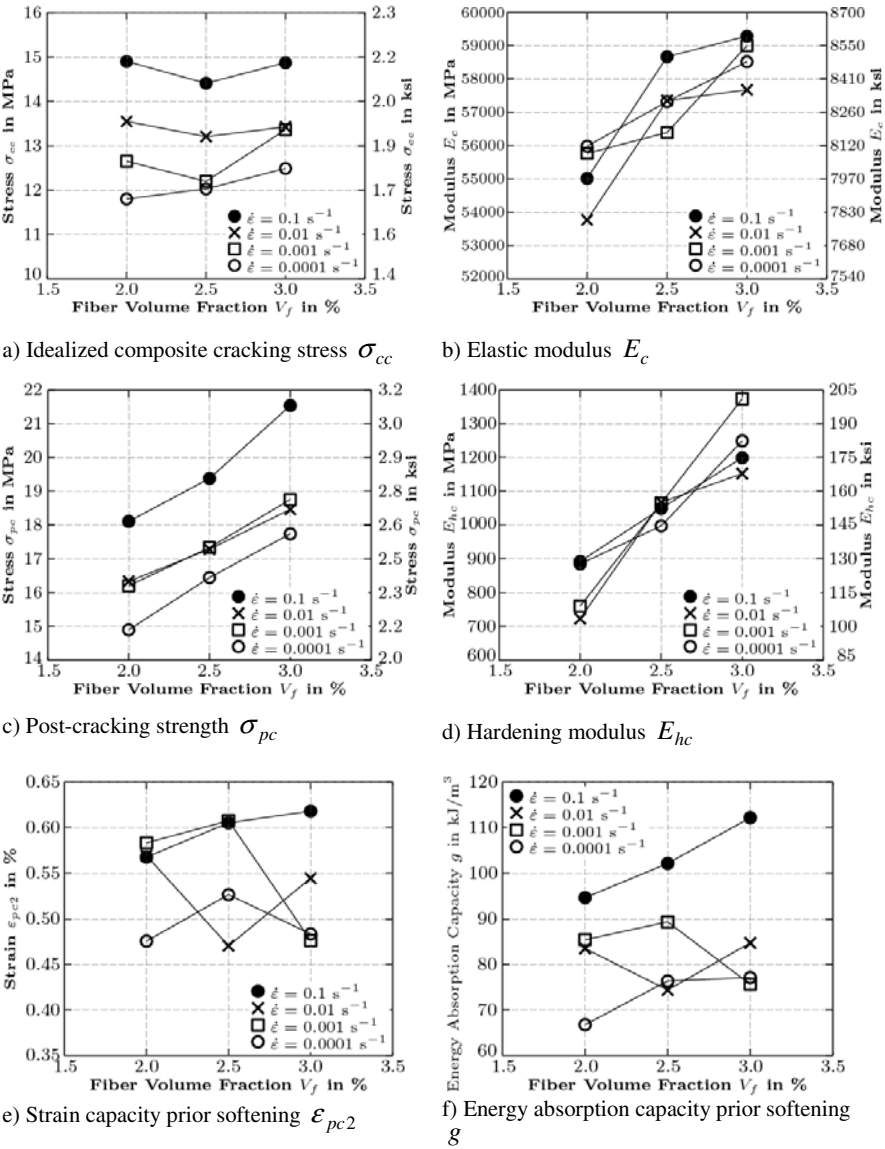 16
15
14
13
12
11
10
Stress σcc in MPa
2.3
2.2
2.0
1.9
1.7
1.6
1.4
Stress σcc in ksi
ε̇ = 0.1 s⁻¹
ε̇ = 0.01 s⁻¹
ε̇ = 0.001 s⁻¹
ε̇ = 0.0001 s⁻¹
1.5 2.0 2.5 3.0 3.5
Fiber Volume Fraction Vf in %
a) Idealized composite cracking stress σcc
60000
59000
58000
57000
56000
55000
54000
53000
52000
Modulus Ec in MPa
8700
8550
8410
8260
8120
7970
7830
7680
7540
Modulus Ec in ksi
ε̇ = 0.1 s⁻¹
ε̇ = 0.01 s⁻¹
ε̇ = 0.001 s⁻¹
ε̇ = 0.0001 s⁻¹
1.5 2.0 2.5 3.0 3.5
Fiber Volume Fraction Vf in %
b) Elastic modulus Ec
22
21
20
19
18
17
16
15
14
Stress σpc in MPa
3.2
3.0
2.9
2.8
2.6
2.5
2.3
2.2
2.0
Stress σpc in ksi
ε̇ = 0.1 s⁻¹
ε̇ = 0.01 s⁻¹
ε̇ = 0.001 s⁻¹
ε̇ = 0.0001 s⁻¹
1.5 2.0 2.5 3.0 3.5
Fiber Volume Fraction Vf in %
c) Post-cracking strength σpc
1400
1300
1200
1100
1000
900
800
700
600
Modulus Ehc in MPa
205
190
175
160
145
130
115
100
85
Modulus Ehc in ksi
ε̇ = 0.1 s⁻¹
ε̇ = 0.01 s⁻¹
ε̇ = 0.001 s⁻¹
ε̇ = 0.0001 s⁻¹
1.5 2.0 2.5 3.0 3.5
Fiber Volume Fraction Vf in %
d) Hardening modulus Ehc
0.65
0.60
0.55
0.50
0.45
0.40
0.35
Strain εpc2 in %
ε̇ = 0.1 s⁻¹
ε̇ = 0.01 s⁻¹
ε̇ = 0.001 s⁻¹
ε̇ = 0.0001 s⁻¹
1.5 2.0 2.5 3.0 3.5
Fiber Volume Fraction Vf in %
e) Strain capacity prior softening εpc2
120
110
100
90
80
70
60
Energy Absorption Capacity g in kJ/m³
ε̇ = 0.1 s⁻¹
ε̇ = 0.01 s⁻¹
ε̇ = 0.001 s⁻¹
ε̇ = 0.0001 s⁻¹
1.5 2.0 2.5 3.0 3.5
Fiber Volume Fraction Vf in %
f) Energy absorption capacity prior softening
g